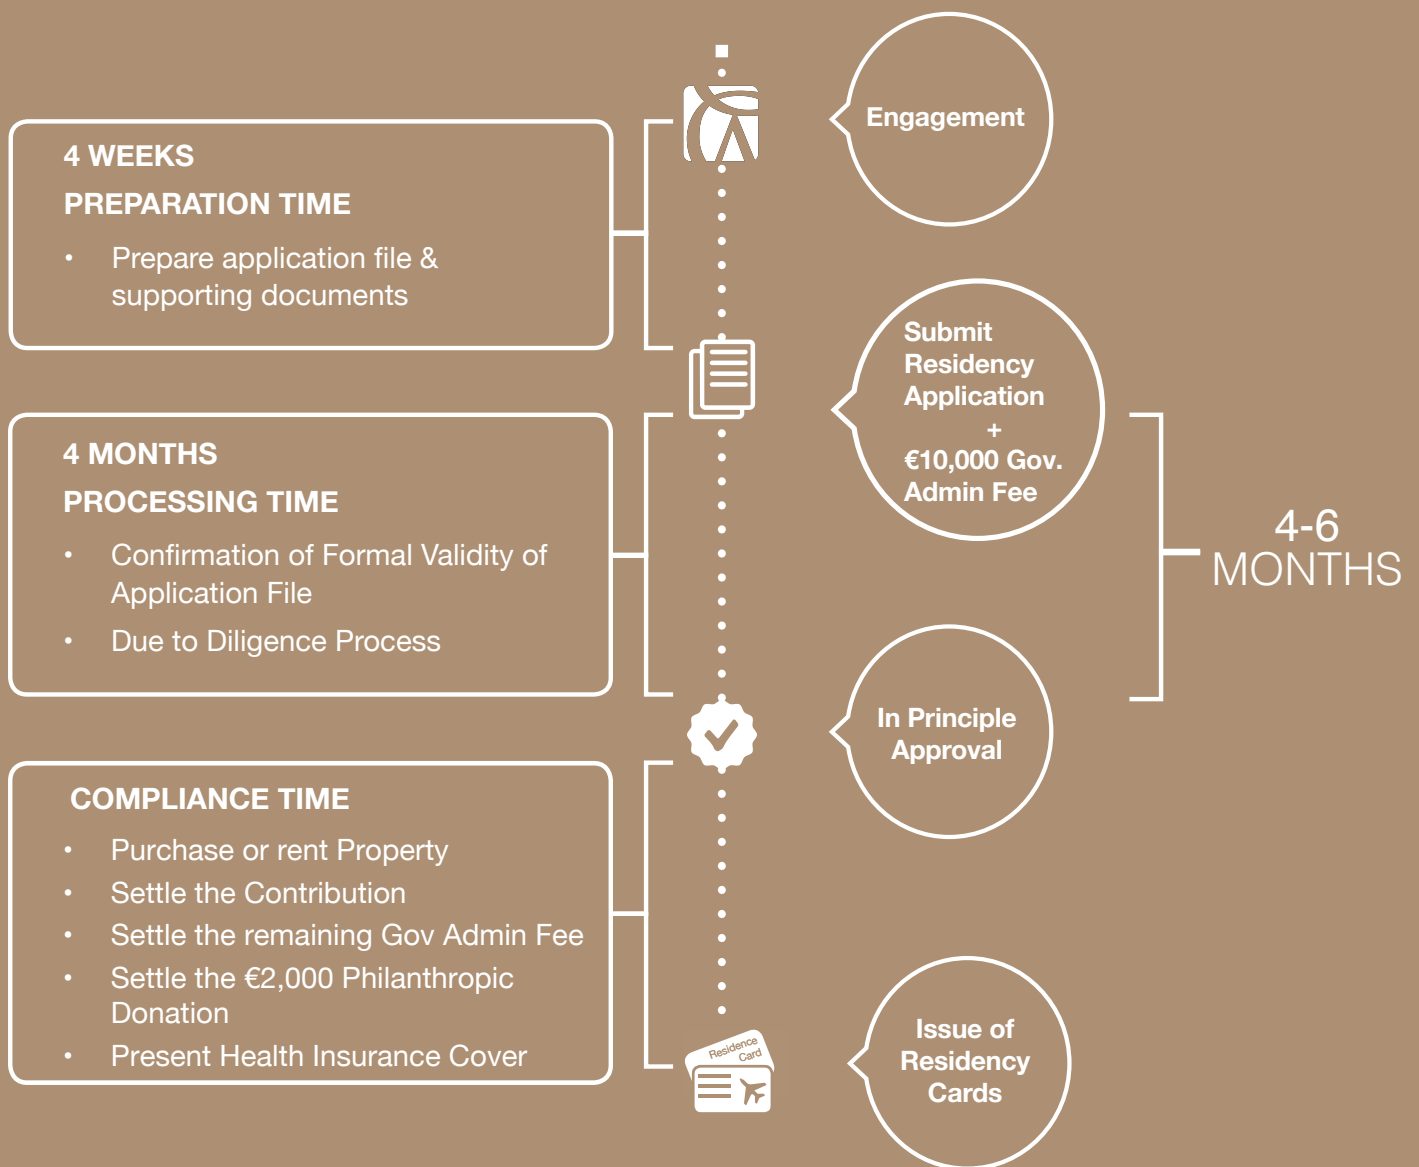 Engagement
4 WEEKS
PREPARATION TIME
• Prepare application file &
supporting documents
Submit
Residency
Application
+
€10,000 Gov.
Admin Fee
4 MONTHS
PROCESSING TIME
• Confirmation of Formal Validity of
Application File
• Due to Diligence Process
4-6
MONTHS
In Principle
Approval
COMPLIANCE TIME
• Purchase or rent Property
• Settle the Contribution
• Settle the remaining Gov Admin Fee
• Settle the €2,000 Philanthropic
Donation
• Present Health Insurance Cover
Residence
Card
Issue of
Residency
Cards